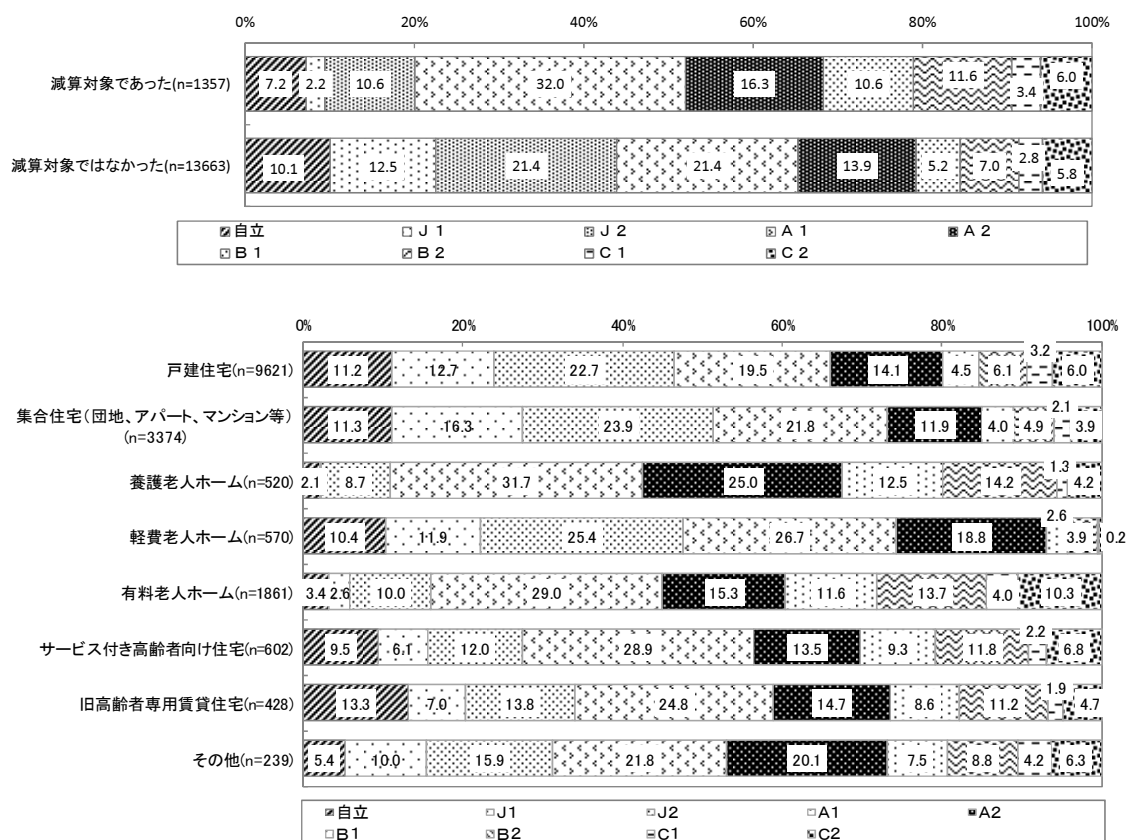 0% 20% 40% 60% 80% 100%
減算対象であった(n=1357) 7.2 2.2 10.6 32.0 16.3 10.6 11.6 3.4 6.0
減算対象ではなかった(n=13663) 10.1 12.5 21.4 21.4 13.9 5.2 7.0 2.8 5.8
自立 J 1 J 2 A 1 A 2
B 1 B 2 C 1 C 2
0% 20% 40% 60% 80% 100%
戸建住宅(n=9621) 11.2 12.7 22.7 19.5 14.1 4.5 6.1 3.2 6.0
集合住宅(団地、アパート、マンション等)
(n=3374) 11.3 16.3 23.9 21.8 11.9 4.0 4.9 2.1 3.9
養護老人ホーム(n=520) 2.1 8.7 31.7 25.0 12.5 14.2 1.3 4.2
軽費老人ホーム(n=570) 10.4 11.9 25.4 26.7 18.8 2.6 3.9 0.2
有料老人ホーム(n=1861) 3.4 2.6 10.0 29.0 15.3 11.6 13.7 4.0 10.3
サービス付き高齢者向け住宅(n=602) 9.5 6.1 12.0 28.9 13.5 9.3 11.8 2.2 6.8
旧高齢者専用賃貸住宅(n=428) 13.3 7.0 13.8 24.8 14.7 8.6 11.2 1.9 4.7
その他(n=239) 5.4 10.0 15.9 21.8 20.1 7.5 8.8 4.2 6.3
自立 J1 J2 A1 A2
B1 B2 C1 C2